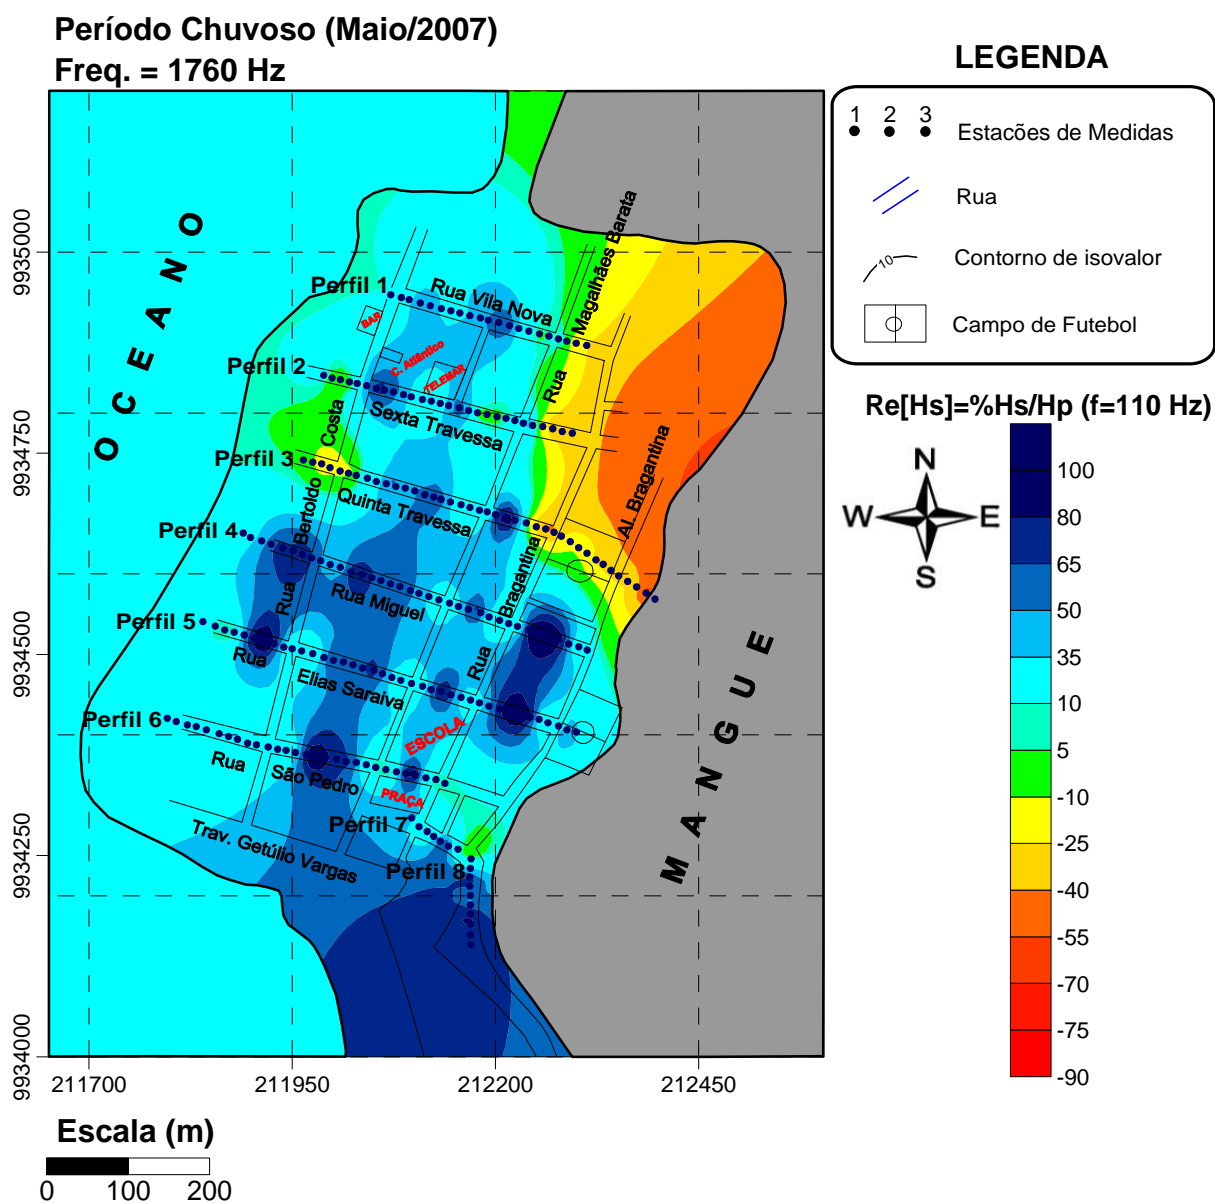 Período Chuvoso (Maio/2007)
Freq. = 1760 Hz
LEGENDA
1 2 3
Estacões de Medidas
Rua
10
Contorno de isovalor
Campo de Futebol
Re[Hs]=%Hs/Hp (f=110 Hz)
100
80
65
50
35
10
5
-10
-25
-40
-55
-70
-75
-90
N
W E
S
OCEANO
MANGUE
Perfil 1
Rua Vila Nova
Magalhães Barata
Rua
BAR
C. Atlântico
TELEMAR
Perfil 2
Sexta Travessa
Costa
Perfil 3
Quinta Travessa
Al. Bragantina
Bertoldo
Rua
Perfil 4
Rua Miguel
Bragantina
Rua
Perfil 5
Rua
Elias Saraiva
ESCOLA
Perfil 6
Rua
São Pedro
PRAÇA
Perfil 7
Trav. Getúlio Vargas
Perfil 8
9935000
9934750
9934500
9934250
9934000
211700
211950
212200
212450
Escala (m)
0 100 200